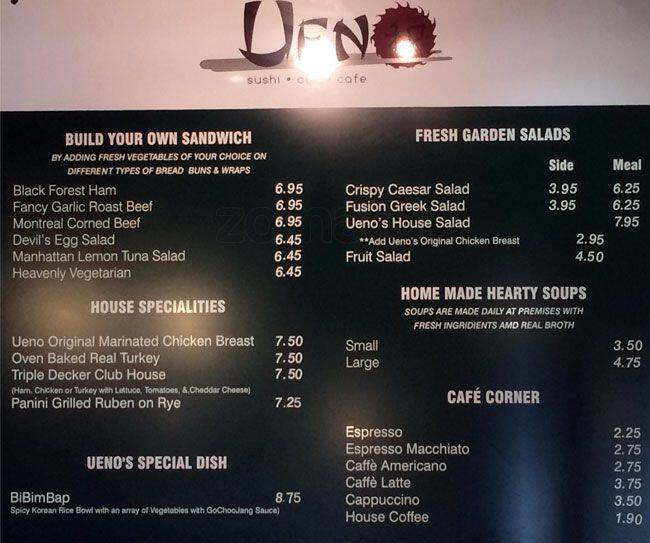 UENO
sushi • cafe
BUILD YOUR OWN SANDWICH
BY ADDING FRESH VEGETABLES OF YOUR CHOICE ON
DIFFERENT TYPES OF BREAD BUNS & WRAPS
Black Forest Ham 6.95
Fancy Garlic Roast Beef 6.95
Montreal Corned Beef 6.95
Devil's Egg Salad 6.45
Manhattan Lemon Tuna Salad 6.45
Heavenly Vegetarian 6.45
HOUSE SPECIALITIES
Ueno Original Marinated Chicken Breast 7.50
Oven Baked Real Turkey 7.50
Triple Decker Club House 7.50
(Ham, Chicken or Turkey with Lettuce, Tomatoes, & Cheddar Cheese)
Panini Grilled Ruben on Rye 7.25
UENO'S SPECIAL DISH
BiBimBap 8.75
Spicy Korean Rice Bowl with an array of Vegetables with GoChooJang Sauce)
FRESH GARDEN SALADS
Side Meal
Crispy Caesar Salad 3.95 6.25
Fusion Greek Salad 3.95 6.25
Ueno's House Salad 7.95
**Add Ueno's Original Chicken Breast 2.95
Fruit Salad 4.50
HOME MADE HEARTY SOUPS
SOUPS ARE MADE DAILY AT PREMISES WITH
FRESH INGRIDIENTS AMD REAL BROTH
Small 3.50
Large 4.75
CAFÉ CORNER
Espresso 2.25
Espresso Macchiato 2.75
Caffè Americano 2.75
Caffè Latte 3.75
Cappuccino 3.50
House Coffee 1.90